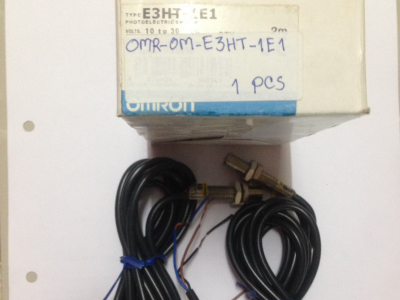 TYPE E3HT-1E1
PHOTOELECTRIC
VOLTS. 10 to 30 2m
OMR-OM-E3HT-1E1
1 PCS
OMRON